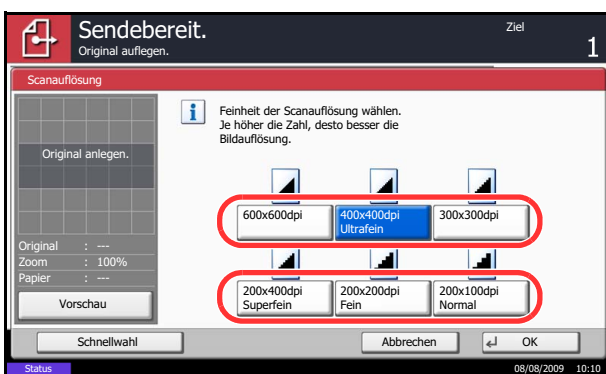 Sendebereit.
Original auflegen.
Ziel
1
Scanauflösung
Original anlegen.
Feinheit der Scanauflösung wählen.
Je höher die Zahl, desto besser die
Bildauflösung.
600x600dpi
400x400dpi
Ultrafein
300x300dpi
200x400dpi
Superfein
200x200dpi
Fein
200x100dpi
Normal
Original : ---
Zoom : 100%
Papier : ---
Vorschau
Schnellwahl
Abbrechen
OK
Status
08/08/2009 10:10